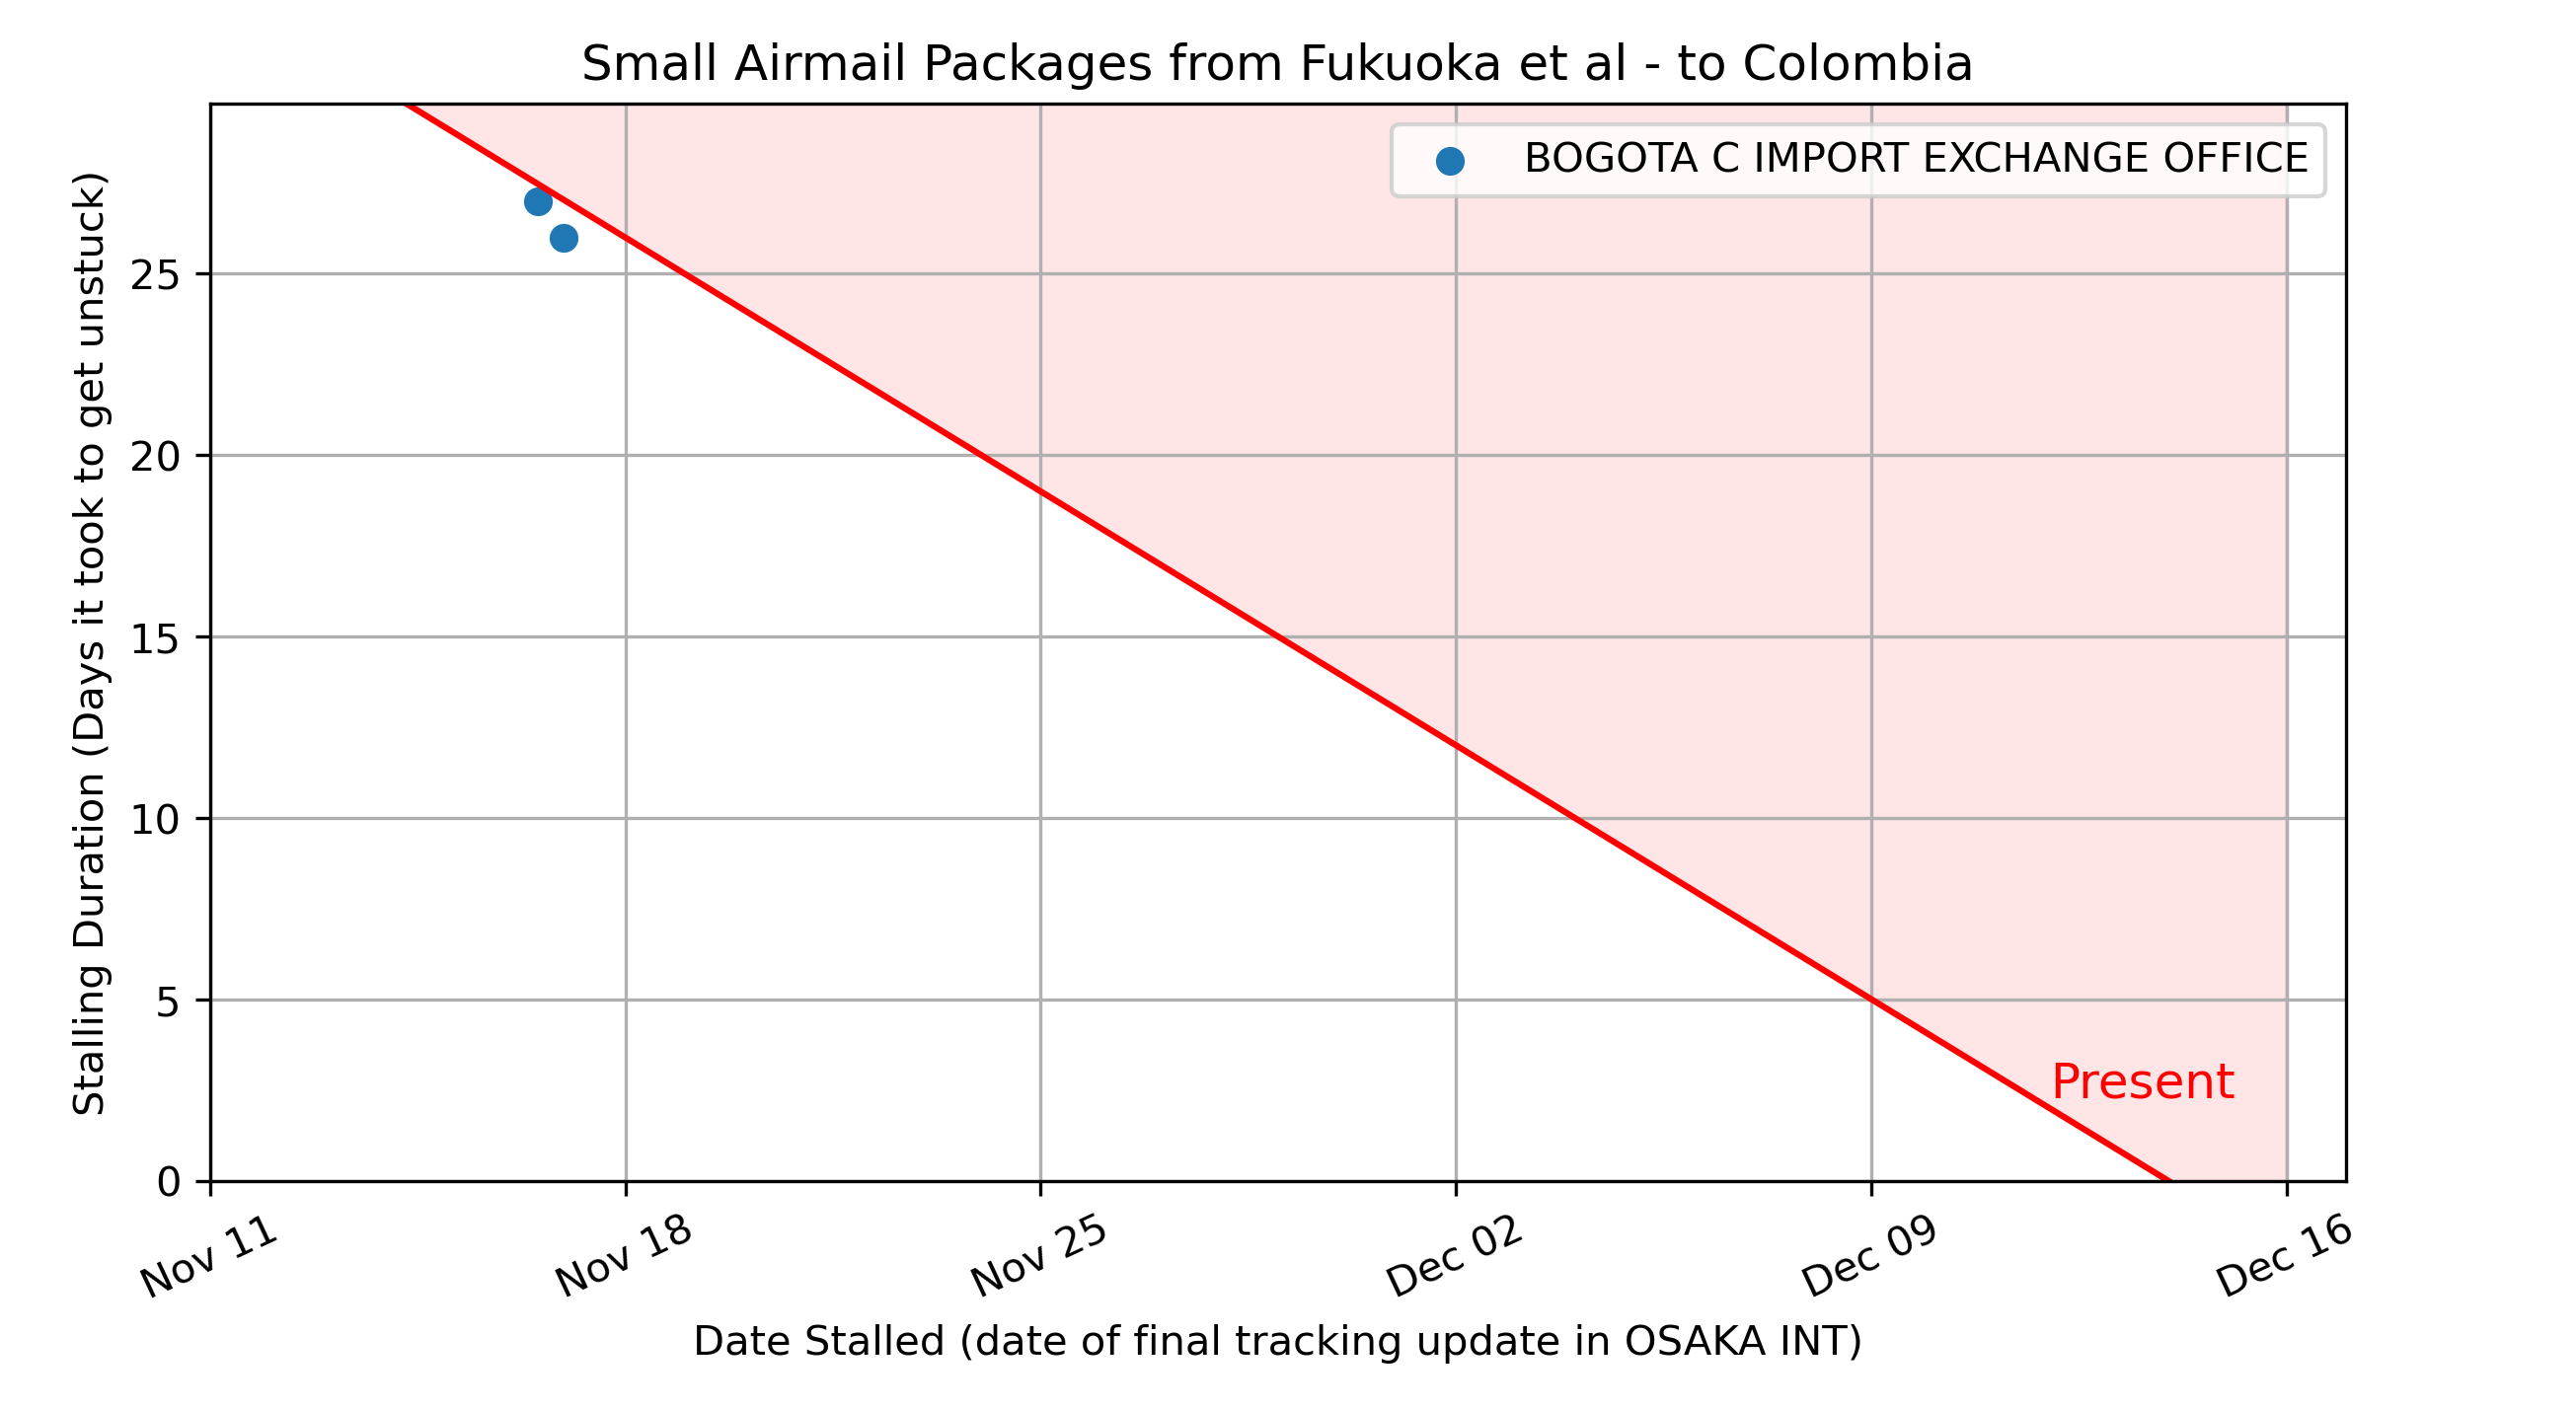 Small Airmail Packages from Fukuoka et al - to Colombia
BOGOTA C IMPORT EXCHANGE OFFICE
Stalling Duration (Days it took to get unstuck)
25
20
15
10
5
0
Present
Nov 11
Nov 18
Nov 25
Dec 02
Dec 09
Dec 16
Date Stalled (date of final tracking update in OSAKA INT)